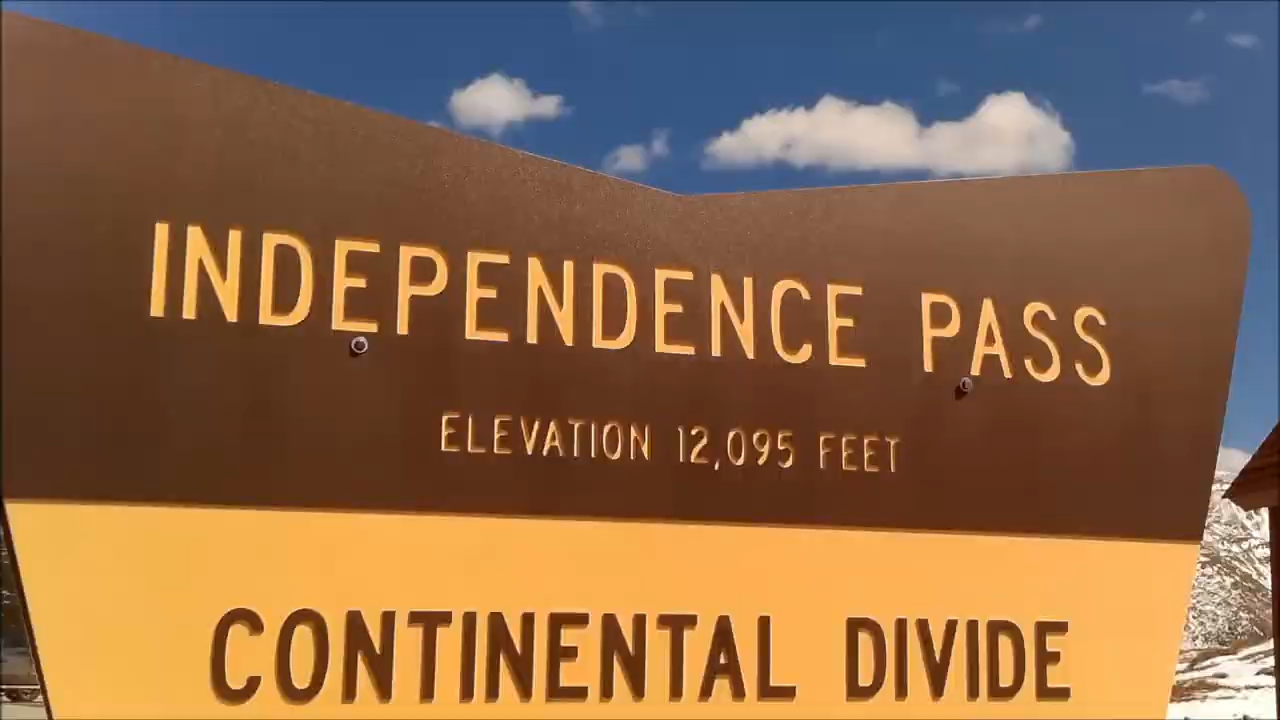 INDEPENDENCE PASS
ELEVATION 12,095 FEET
CONTINENTAL DIVIDE